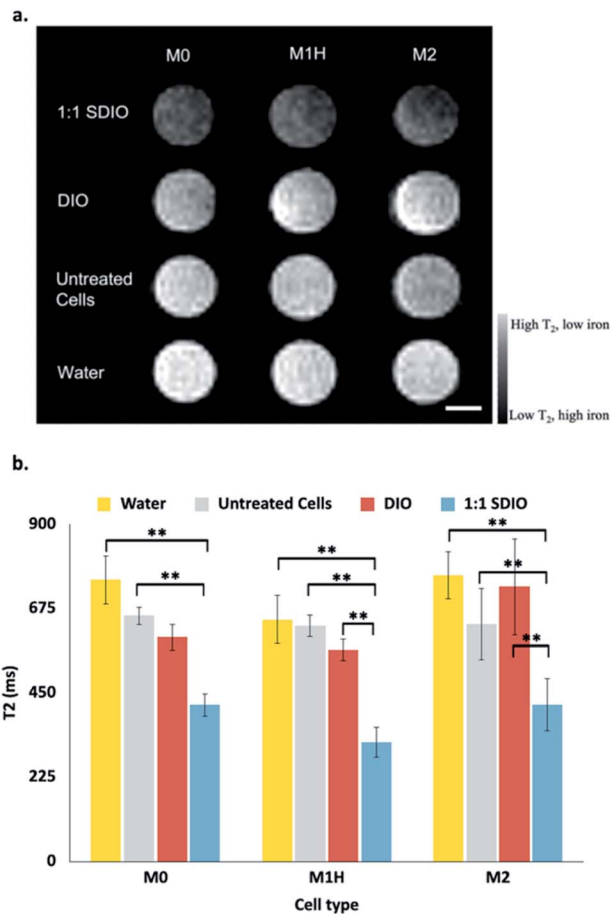 a.
M0 M1H M2
1:1 SDIO
DIO
Untreated
Cells
Water
High T₂, low iron
Low T₂, high iron
b.
Water Untreated Cells DIO 1:1 SDIO
900
675
450
225
0
T2 (ms)
** ** **
** ** **
** **
M0 M1H M2
Cell type